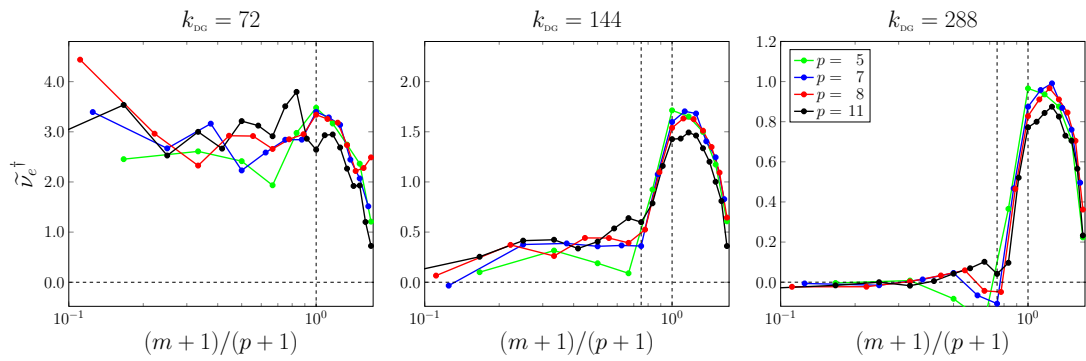 k_DG = 72
k_DG = 144
k_DG = 288
ν̃_e^†
4.0
3.0
2.0
1.0
0.0
10^−1
10^0
(m + 1)/(p + 1)
2.0
1.5
1.0
0.5
0.0
10^−1
10^0
(m + 1)/(p + 1)
1.2
1.0
0.8
0.6
0.4
0.2
0.0
10^−1
10^0
(m + 1)/(p + 1)
p = 5
p = 7
p = 8
p = 11